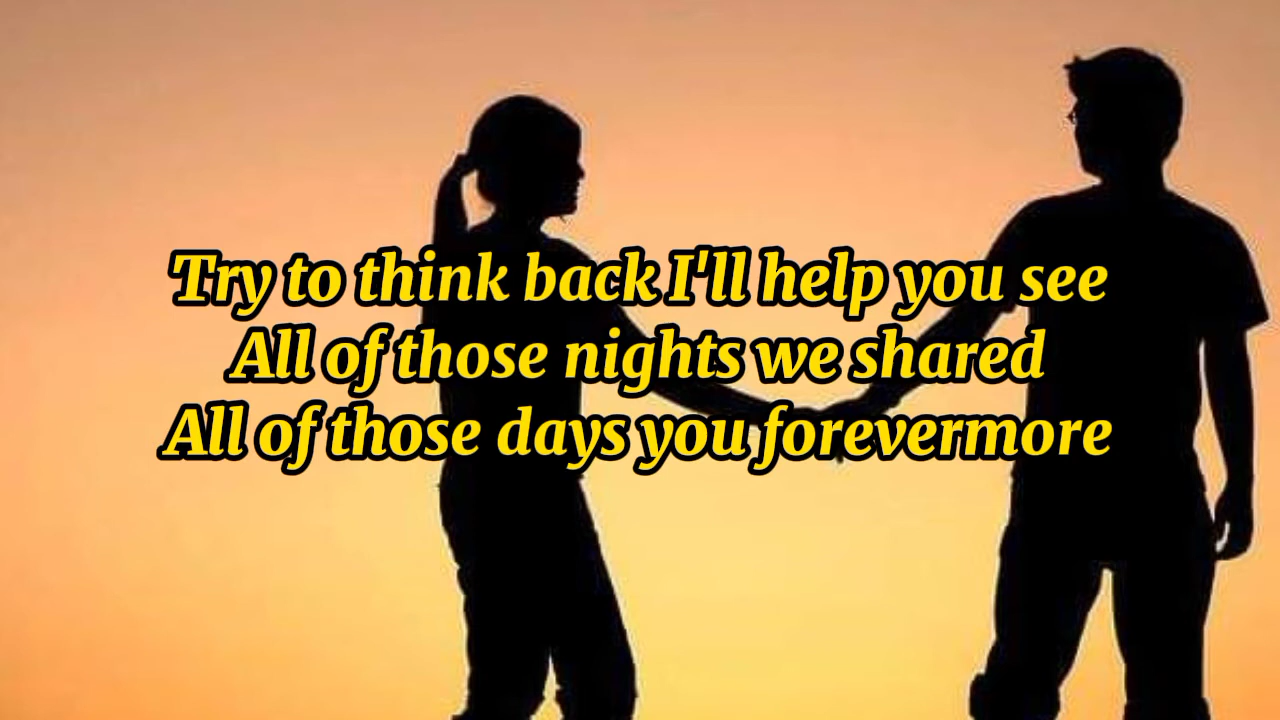 Try to think back I'll help you see
All of those nights we shared
All of those days you forevermore